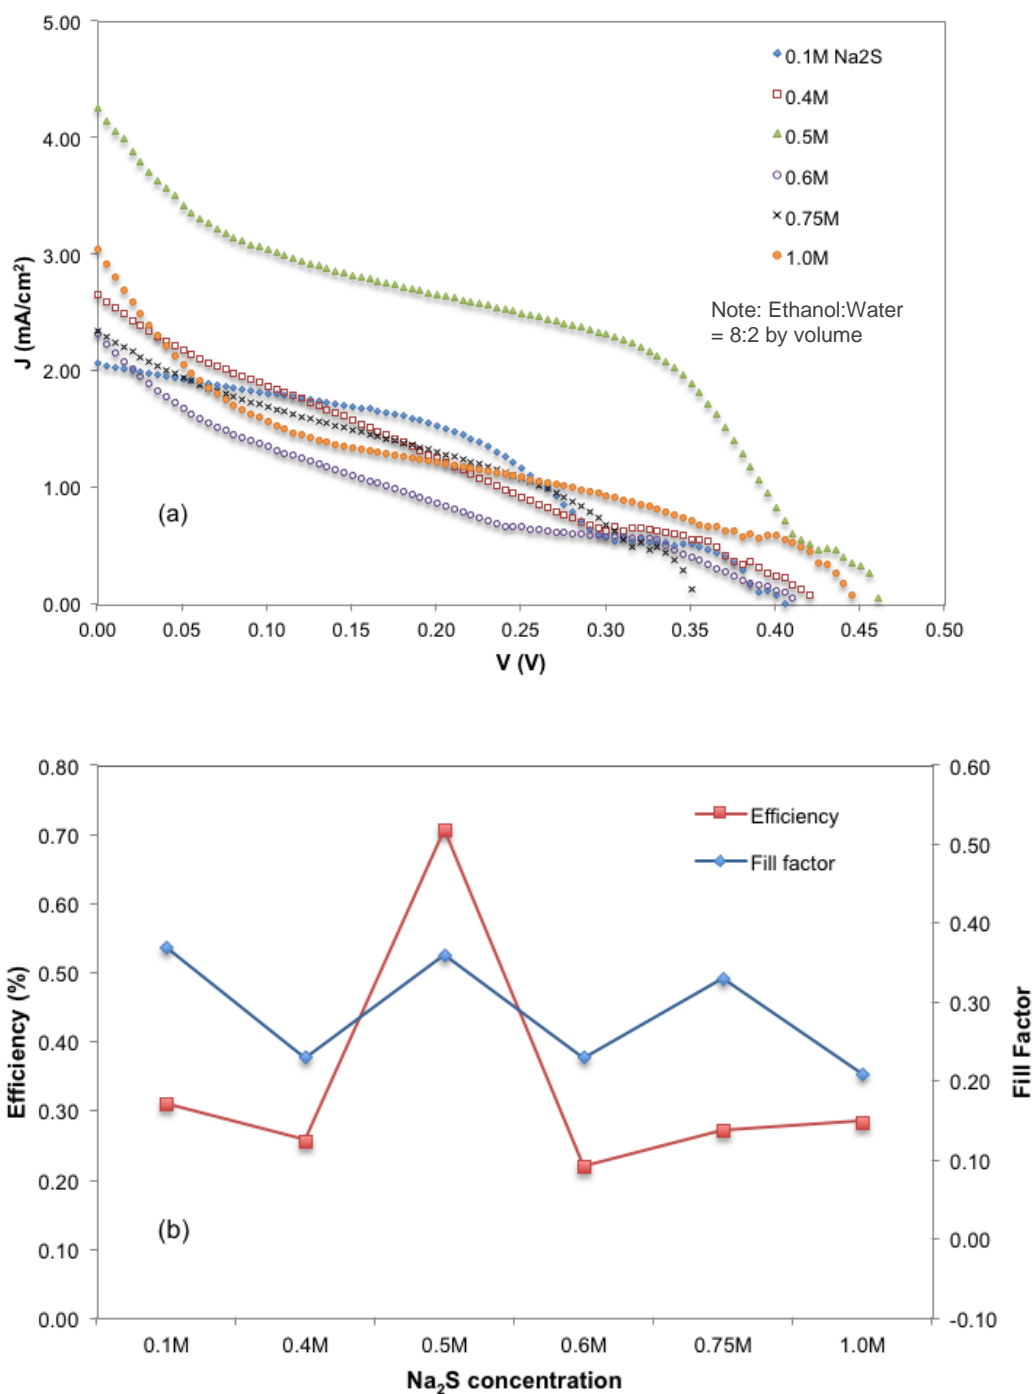 5.00
4.00
3.00
2.00
1.00
0.00
J (mA/cm²)
0.1M Na2S
0.4M
0.5M
0.6M
0.75M
1.0M
Note: Ethanol:Water
= 8:2 by volume
(a)
0.00 0.05 0.10 0.15 0.20 0.25 0.30 0.35 0.40 0.45 0.50
V (V)
0.80
0.70
0.60
0.50
0.40
0.30
0.20
0.10
0.00
Efficiency (%)
Efficiency
Fill factor
(b)
0.60
0.50
0.40
0.30
0.20
0.10
0.00
-0.10
Fill Factor
0.1M 0.4M 0.5M 0.6M 0.75M 1.0M
Na₂S concentration